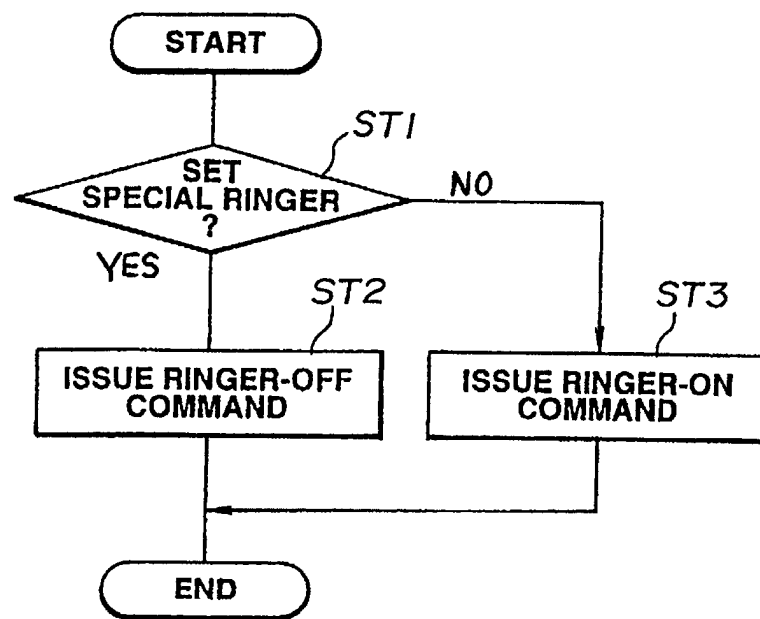 START
ST1
SET
SPECIAL RINGER
?
NO
YES
ST2
ST3
ISSUE RINGER-OFF
COMMAND
ISSUE RINGER-ON
COMMAND
END